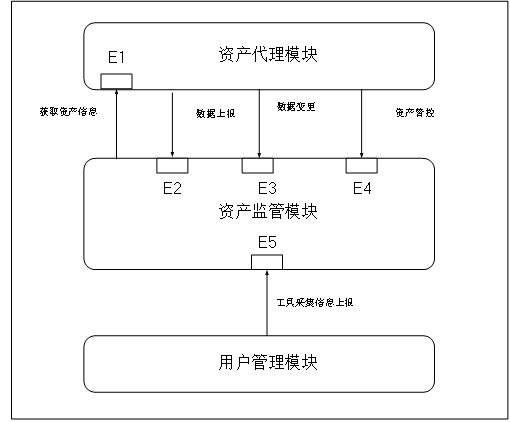 资产代理模块
E1
获取资产信息
数据上报
数据变更
资产管控
E2
E3
E4
资产监管模块
E5
工具采集信息上报
用户管理模块